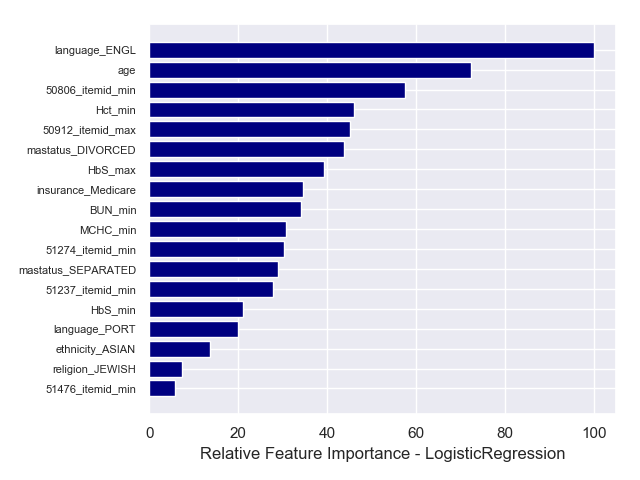 language_ENGL
age
50806_itemid_min
Hct_min
50912_itemid_max
mastatus_DIVORCED
HbS_max
insurance_Medicare
BUN_min
MCHC_min
51274_itemid_min
mastatus_SEPARATED
51237_itemid_min
HbS_min
language_PORT
ethnicity_ASIAN
religion_JEWISH
51476_itemid_min
0 20 40 60 80 100
Relative Feature Importance - LogisticRegression